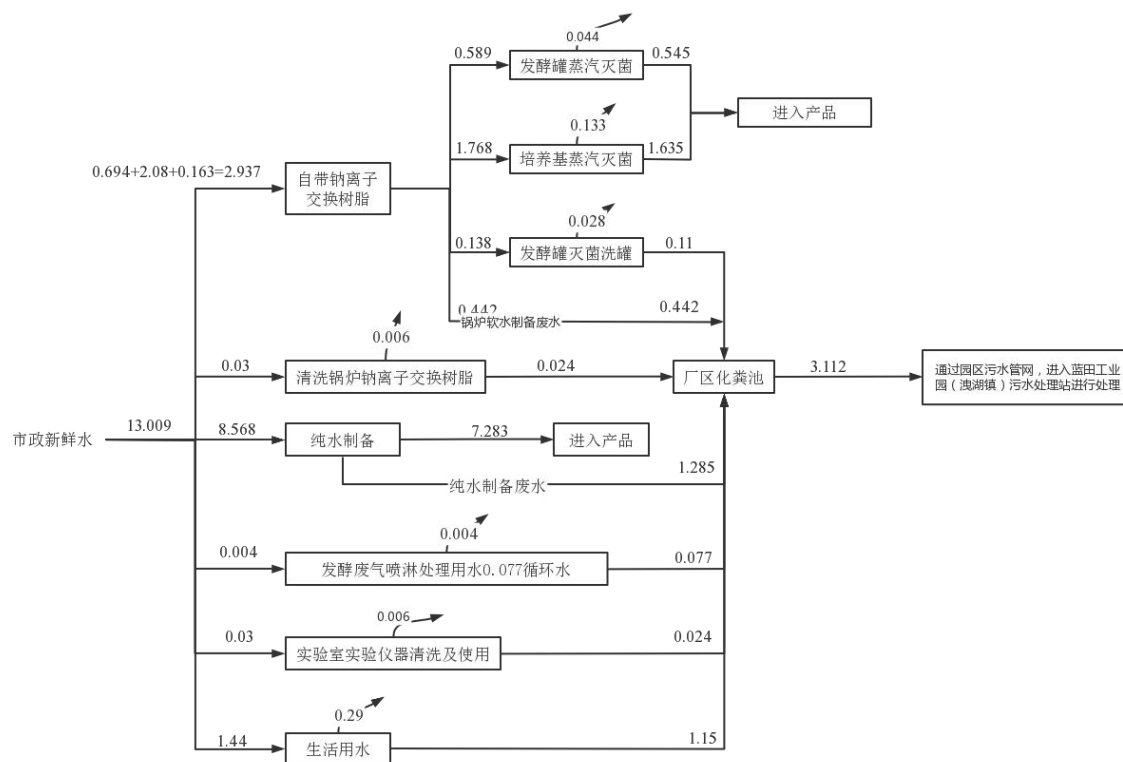 0.044
0.589
发酵罐蒸汽灭菌
0.545
进入产品
0.133
1.768
培养基蒸汽灭菌
1.635
0.694+2.08+0.163=2.937
自带钠离子
交换树脂
0.028
0.138
发酵罐灭菌洗罐
0.11
0.442
锅炉软水制备废水
0.442
0.006
0.03
清洗锅炉钠离子交换树脂
0.024
厂区化粪池
3.112
通过园区污水管网，进入蓝田工业
园（洩湖镇）污水处理站进行处理
市政新鲜水
13.009
8.568
纯水制备
7.283
进入产品
纯水制备废水
1.285
0.004
0.004
发酵废气喷淋处理用水0.077循环水
0.077
0.006
0.03
实验室实验仪器清洗及使用
0.024
0.29
1.44
生活用水
1.15